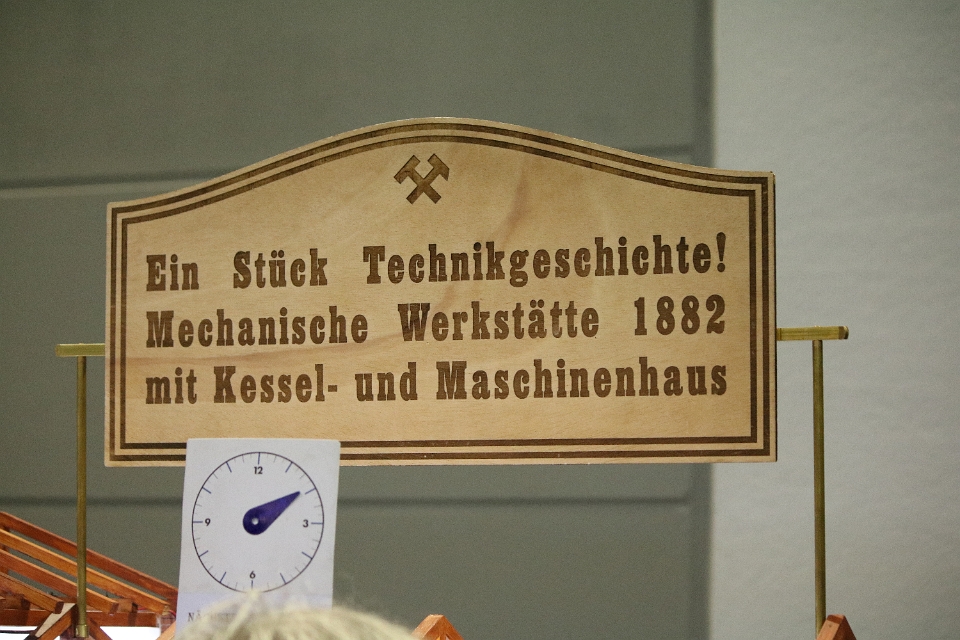 Ein Stück Technikgeschichte!
Mechanische Werkstätte 1882
mit Kessel- und Maschinenhaus
12
9 3
6